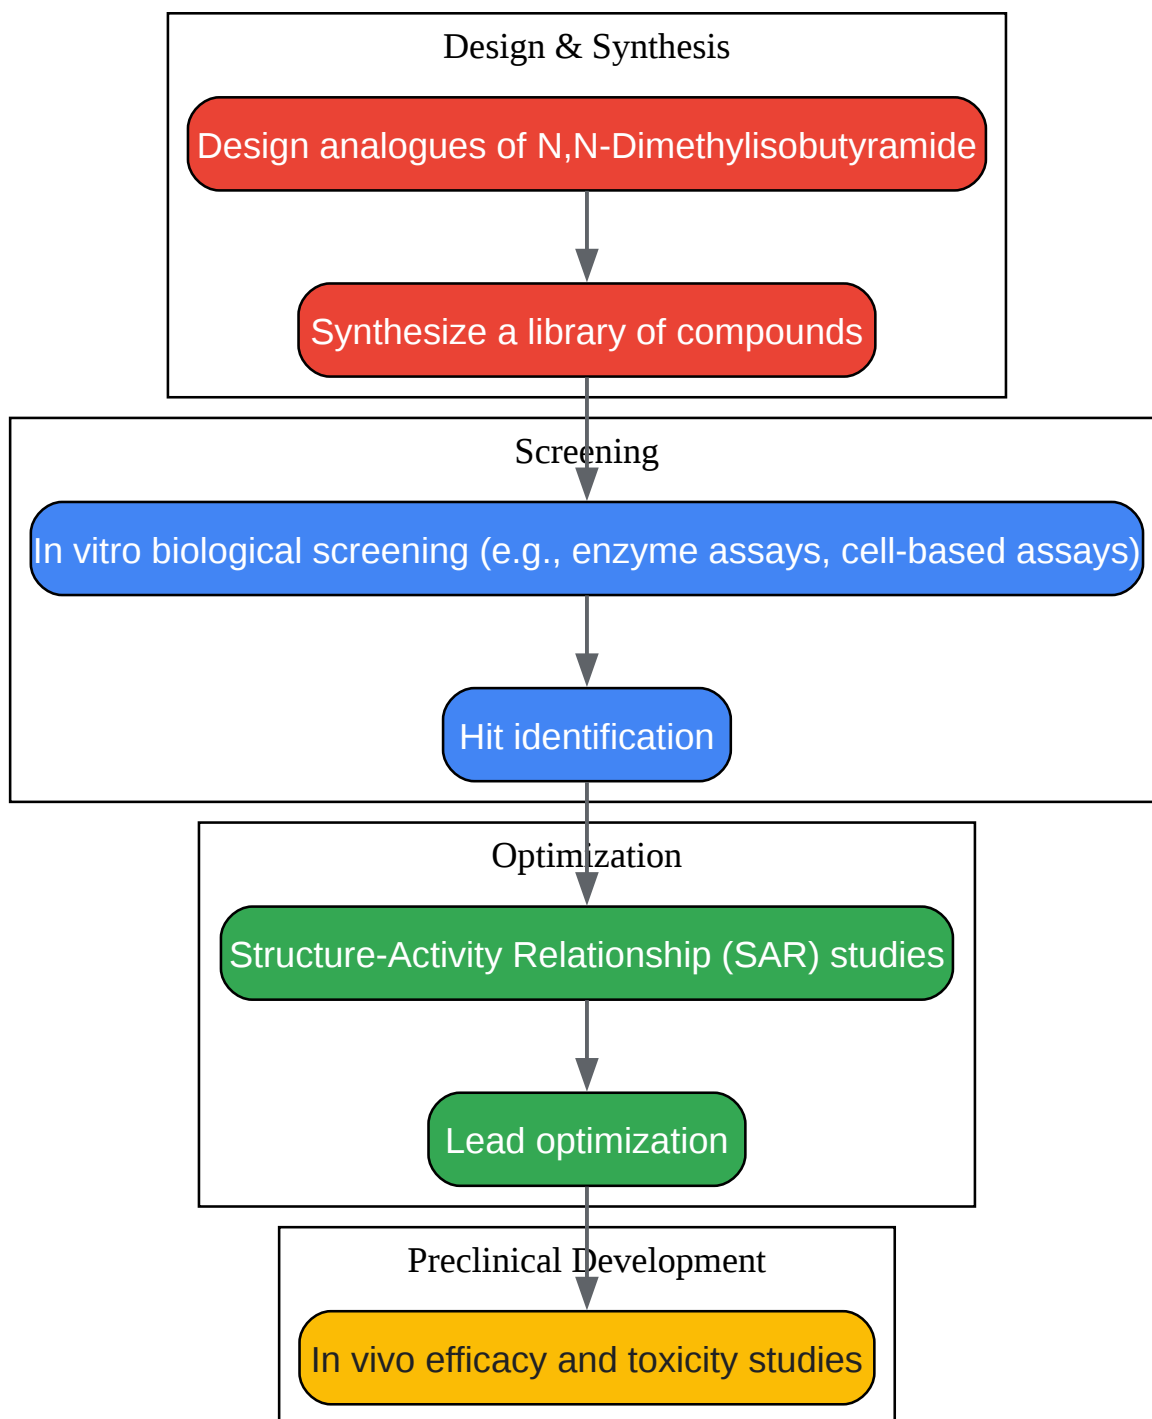 Design & Synthesis
Design analogues of N,N-Dimethylisobutyramide
Synthesize a library of compounds
Screening
In vitro biological screening (e.g., enzyme assays, cell-based assays)
Hit identification
Optimization
Structure-Activity Relationship (SAR) studies
Lead optimization
Preclinical Development
In vivo efficacy and toxicity studies